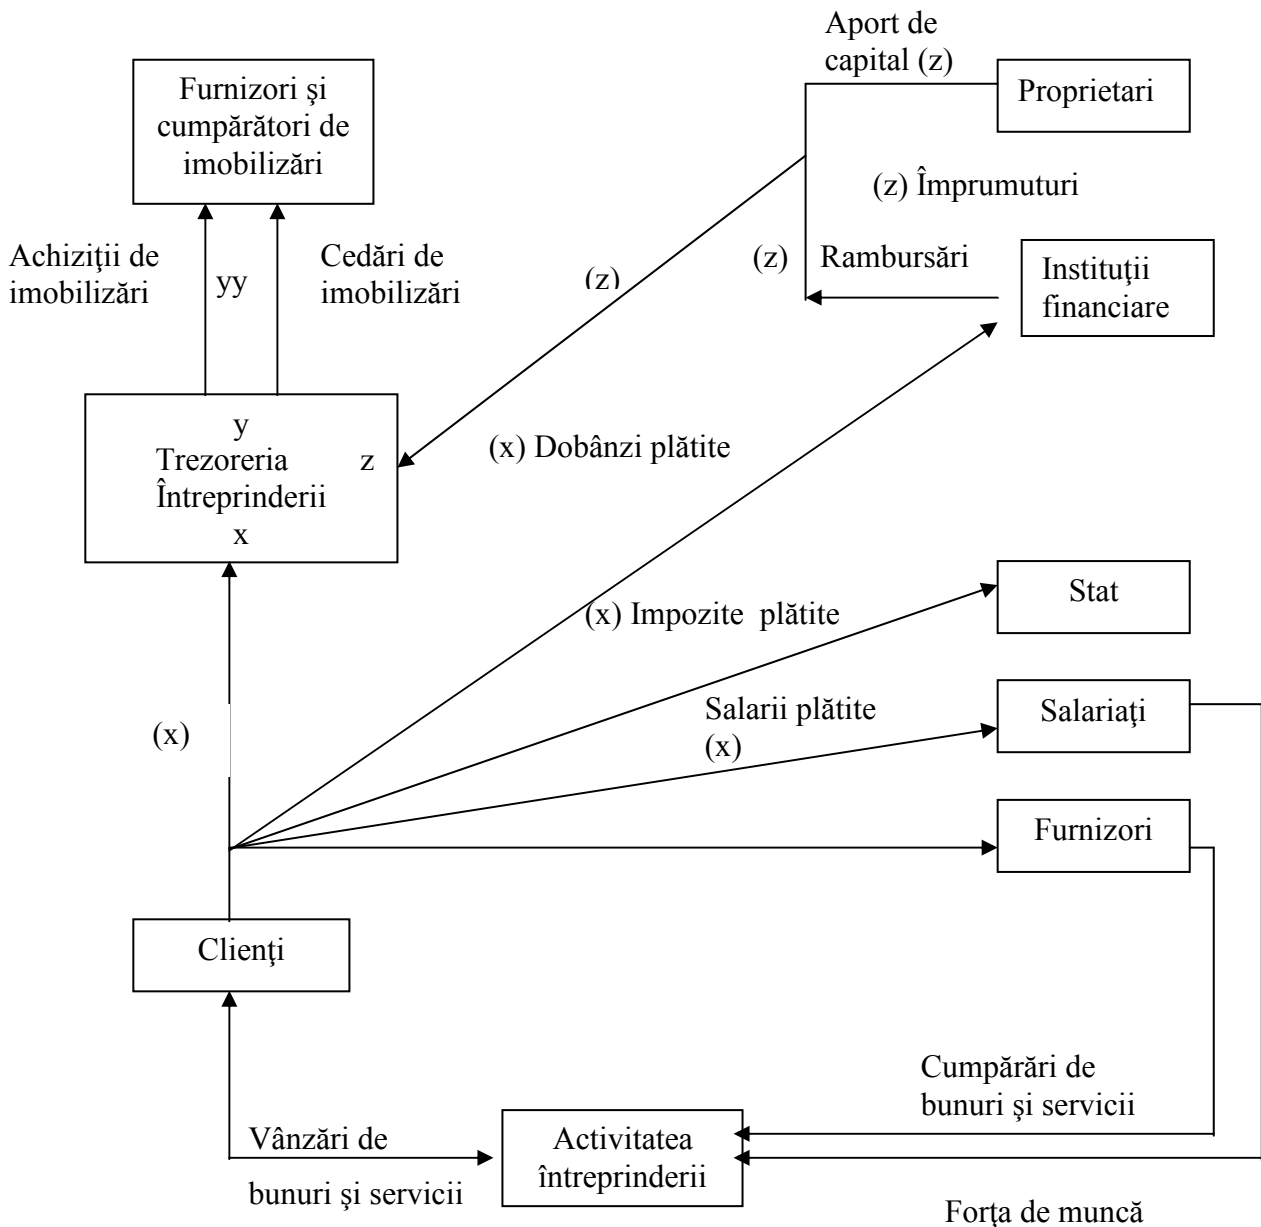 Aport de
capital (z)
Proprietari
Furnizori şi
cumpărători de
imobilizări
(z) Împrumuturi
Achiziţii de
imobilizări
yy
Cedări de
imobilizări
(z)
(z)
Rambursări
Instituţii
financiare
y
Trezoreria z
Întreprinderii
x
(x) Dobânzi plătite
Stat
(x) Impozite plătite
Salarii plătite
(x)
Salariaţi
(x)
Furnizori
Clienţi
Cumpărări de
bunuri şi servicii
Vânzări de
bunuri şi servicii
Activitatea
întreprinderii
Forţa de muncă